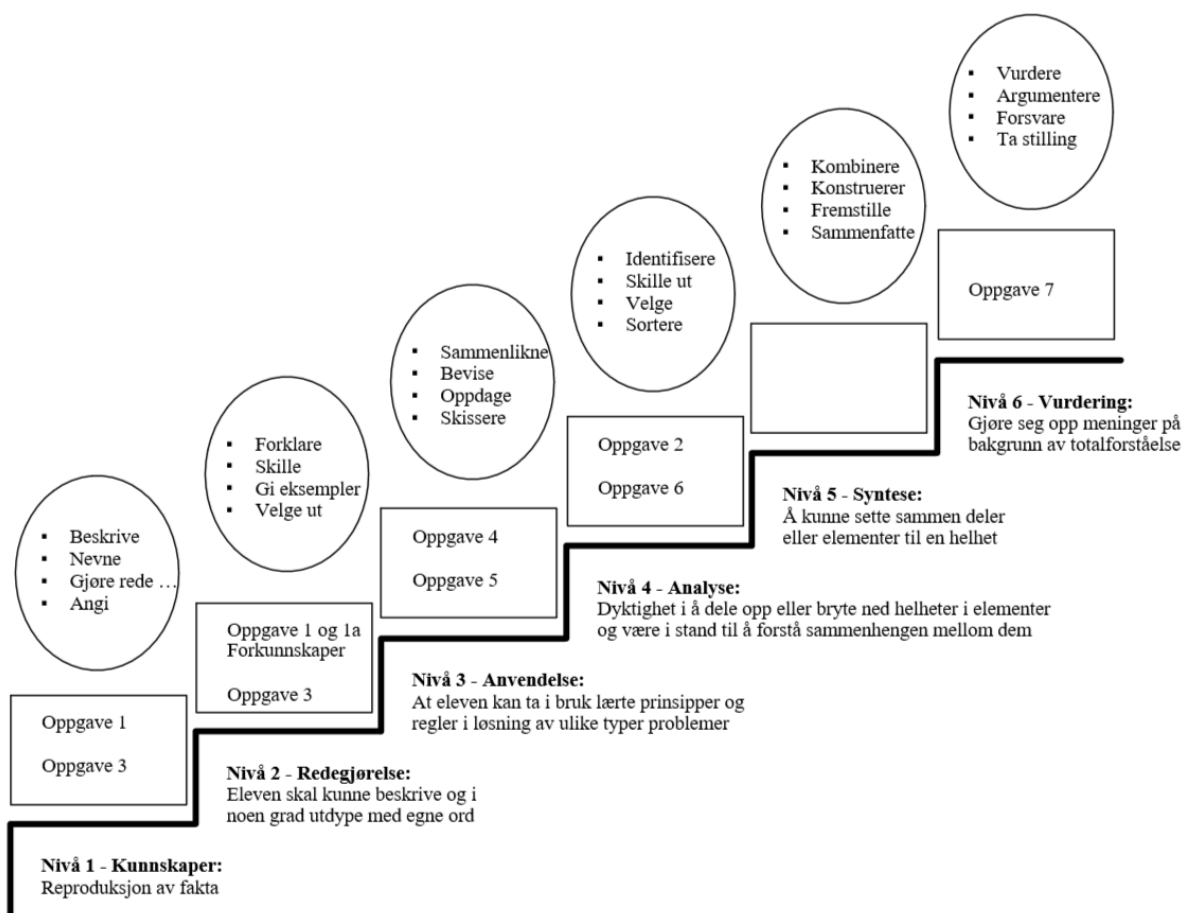 ▪ Beskrive
▪ Nevne
▪ Gjøre rede …
▪ Angi
Oppgave 1
Oppgave 3
Nivå 1 - Kunnskaper:
Reproduksjon av fakta
▪ Forklare
▪ Skille
▪ Gi eksempler
▪ Velge ut
Oppgave 1 og 1a
Forkunnskaper
Oppgave 3
Nivå 2 - Redegjørelse:
Eleven skal kunne beskrive og i
noen grad utdype med egne ord
▪ Sammenlikne
▪ Bevise
▪ Oppdage
▪ Skissere
Oppgave 4
Oppgave 5
Nivå 3 - Anvendelse:
At eleven kan ta i bruk lærte prinsipper og
regler i løsning av ulike typer problemer
▪ Identifisere
▪ Skille ut
▪ Velge
▪ Sortere
Oppgave 2
Oppgave 6
Nivå 4 - Analyse:
Dyktighet i å dele opp eller bryte ned helheter i elementer
og være i stand til å forstå sammenhengen mellom dem
▪ Kombinere
▪ Konstruerer
▪ Fremstille
▪ Sammenfatte
Nivå 5 - Syntese:
Å kunne sette sammen deler
eller elementer til en helhet
▪ Vurdere
▪ Argumentere
▪ Forsvare
▪ Ta stilling
Oppgave 7
Nivå 6 - Vurdering:
Gjøre seg opp meninger på
bakgrunn av totalforståelse